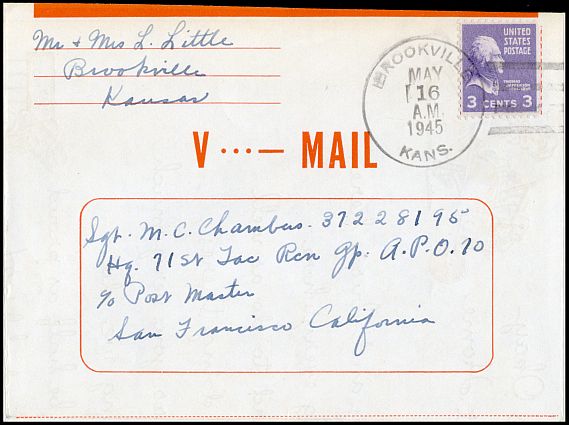 Mr & Mrs L. Little
Brookville
Kansas
BROOKVILLE
MAY
16
A.M.
1945
KANS.
UNITED
STATES
POSTAGE
THOMAS
JEFFERSON
3 CENTS 3
V ···— MAIL
Sgt. M. C. Chambers. 37228195
Hq. 71st Tac Rcn Gp. A.P.O. 70
c/o Post Master
San Francisco California